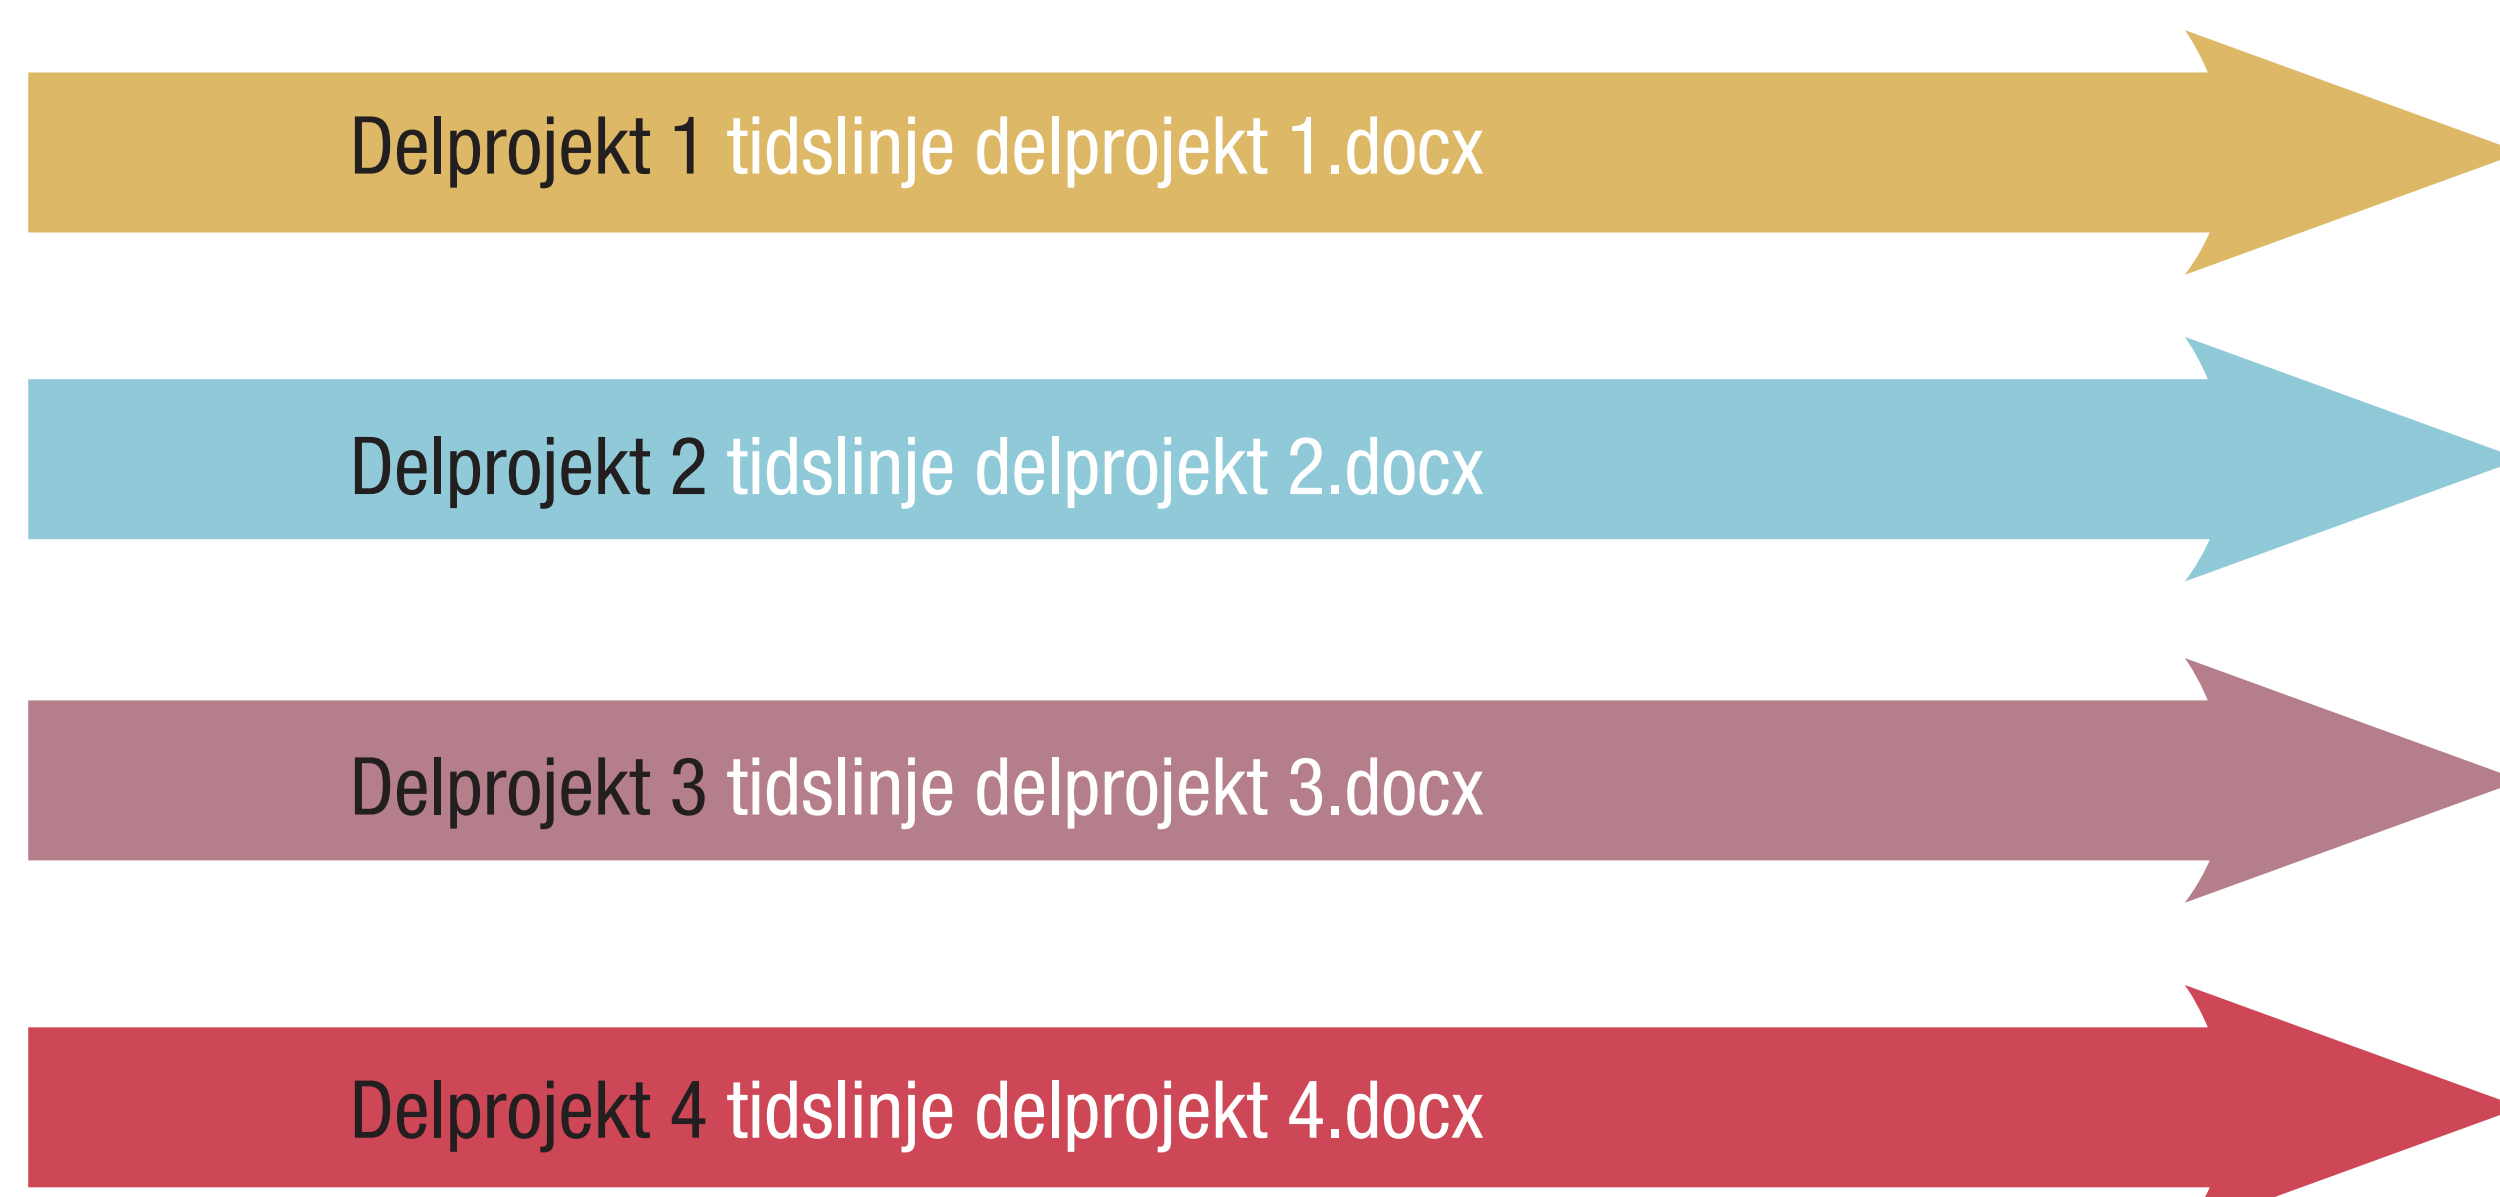 Delprojekt 1 tidslinje delprojekt 1.docx
Delprojekt 2 tidslinje delprojekt 2.docx
Delprojekt 3 tidslinje delprojekt 3.docx
Delprojekt 4 tidslinje delprojekt 4.docx